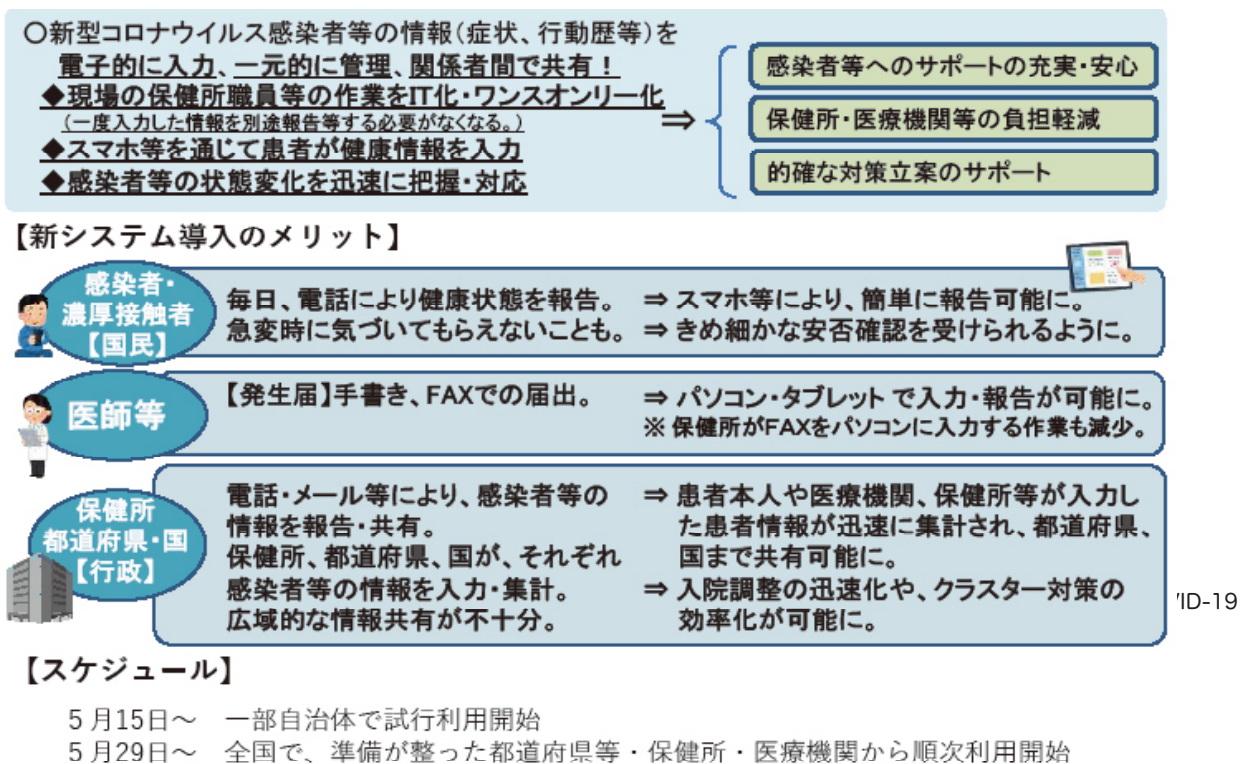 〇新型コロナウイルス感染者等の情報(症状、行動歴等)を
電子的に入力、一元的に管理、関係者間で共有！
◆現場の保健所職員等の作業をIT化・ワンスオンリー化
(一度入力した情報を別途報告等する必要がなくなる。)
◆スマホ等を通じて患者が健康情報を入力
◆感染者等の状態変化を迅速に把握・対応
⇒
感染者等へのサポートの充実・安心
保健所・医療機関等の負担軽減
的確な対策立案のサポート
【新システム導入のメリット】
感染者・
濃厚接触者
【国民】
毎日、電話により健康状態を報告。
急変時に気づいてもらえないことも。
⇒ スマホ等により、簡単に報告可能に。
⇒ きめ細かな安否確認を受けられるように。
医師等
【発生届】手書き、FAXでの届出。
⇒ パソコン・タブレット で入力・報告が可能に。
※ 保健所がFAXをパソコンに入力する作業も減少。
保健所
都道府県・国
【行政】
電話・メール等により、感染者等の
情報を報告・共有。
保健所、都道府県、国が、それぞれ
感染者等の情報を入力・集計。
広域的な情報共有が不十分。
⇒ 患者本人や医療機関、保健所等が入力し
た患者情報が迅速に集計され、都道府県、
国まで共有可能に。
⇒ 入院調整の迅速化や、クラスター対策の
効率化が可能に。
ID-19
【スケジュール】
5月15日～ 一部自治体で試行利用開始
5月29日～ 全国で、準備が整った都道府県等・保健所・医療機関から順次利用開始